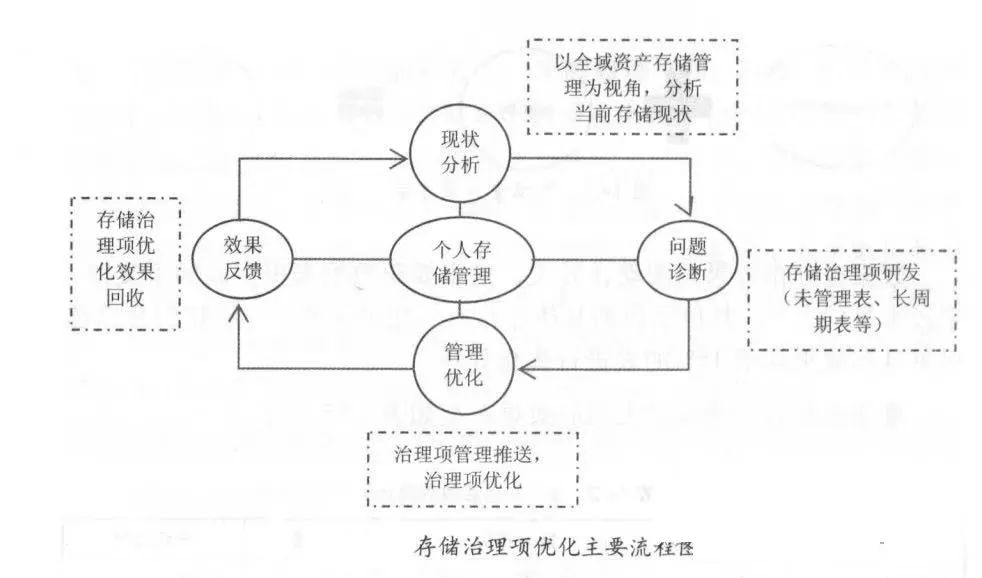 以全域资产存储管
理为视角，分析
当前存储现状
现状
分析
存储治
理项优
化效果
回收
效果
反馈
个人存
储管理
问题
诊断
存储治理项研发
（未管理表、长周
期表等）
管理
优化
治理项管理推送，
治理项优化
存储治理项优化主要流程图